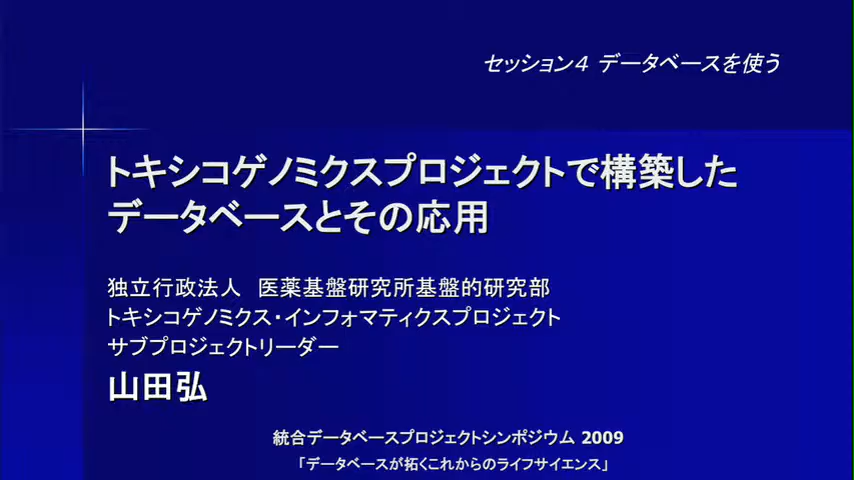 セッション4 データベースを使う
トキシコゲノミクスプロジェクトで構築した
データベースとその応用
独立行政法人　医薬基盤研究所基盤的研究部
トキシコゲノミクス・インフォマティクスプロジェクト
サブプロジェクトリーダー
山田弘
統合データベースプロジェクトシンポジウム 2009
「データベースが拓くこれからのライフサイエンス」